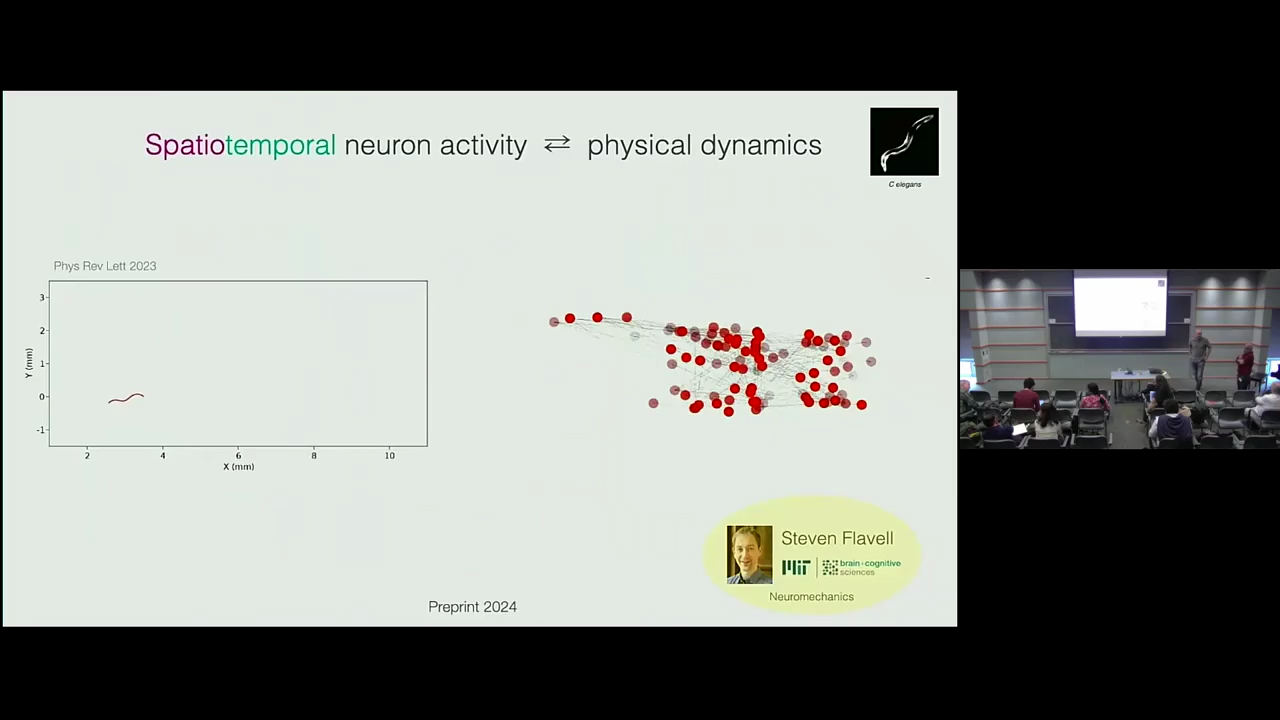 Spatiotemporal neuron activity ⇄ physical dynamics
C elegans
Phys Rev Lett 2023
3
2
1
0
-1
Y (mm)
2 4 6 8 10
X (mm)
Steven Flavell
MIT
brain+cognitive
sciences
Neuromechanics
Preprint 2024